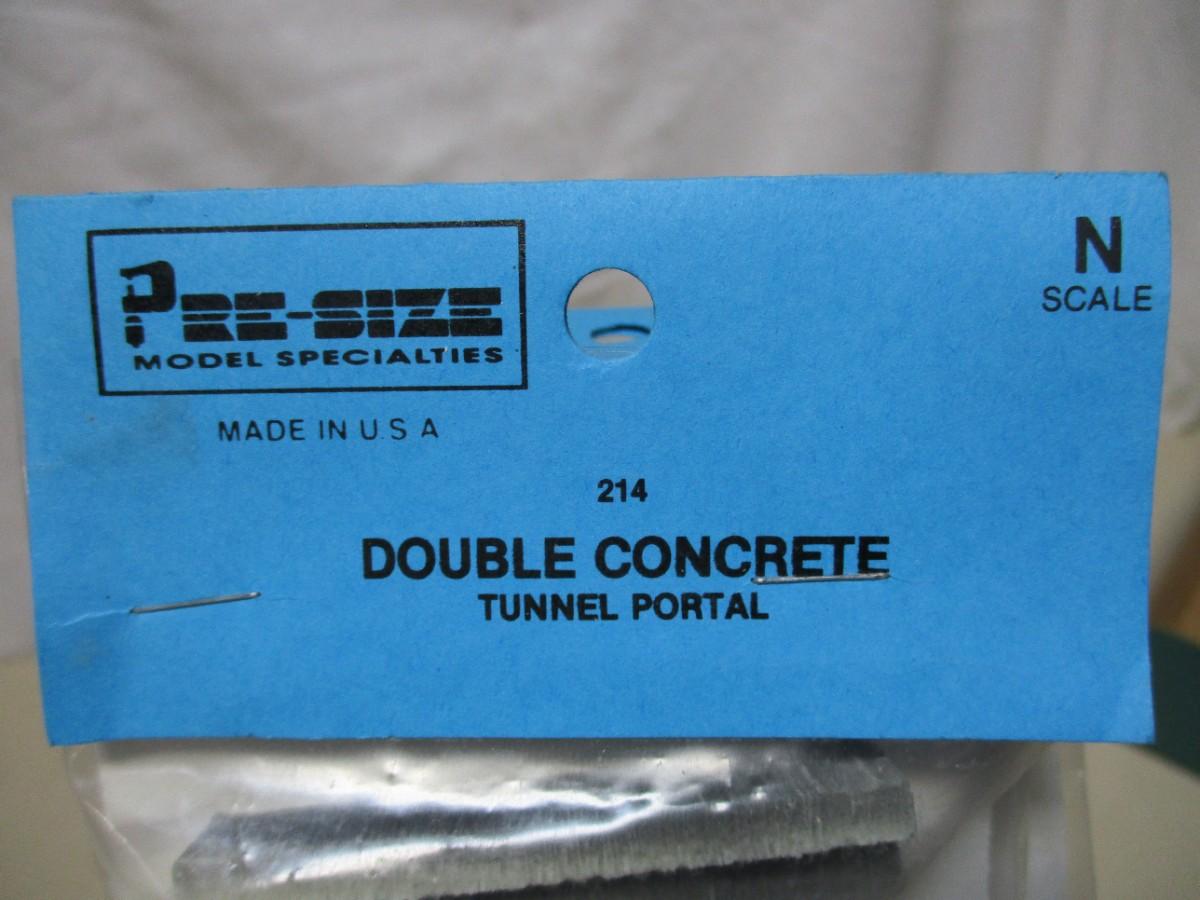 PRE-SIZE
MODEL SPECIALTIES
MADE IN U.S A
N
SCALE
214
DOUBLE CONCRETE
TUNNEL PORTAL